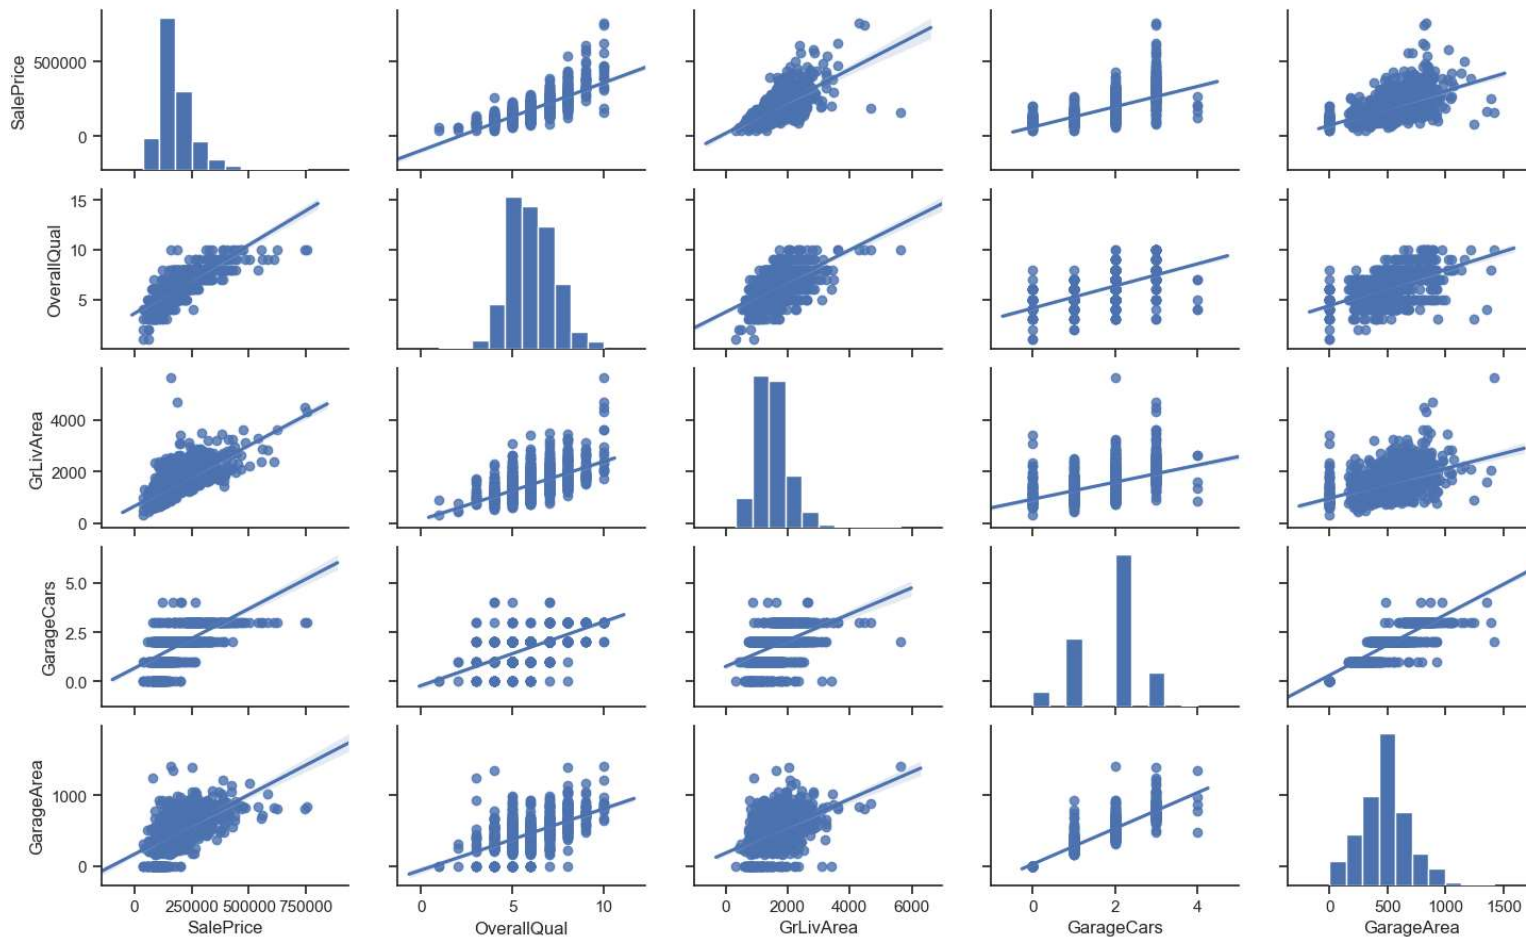 SalePrice
500000
0
OverallQual
15
10
5
GrLivArea
4000
2000
0
GarageCars
5.0
2.5
0.0
GarageArea
1000
0
0 250000 500000 750000
0 5 10
0 2000 4000 6000
0 2 4
0 500 1000 1500
SalePrice
OverallQual
GrLivArea
GarageCars
GarageArea